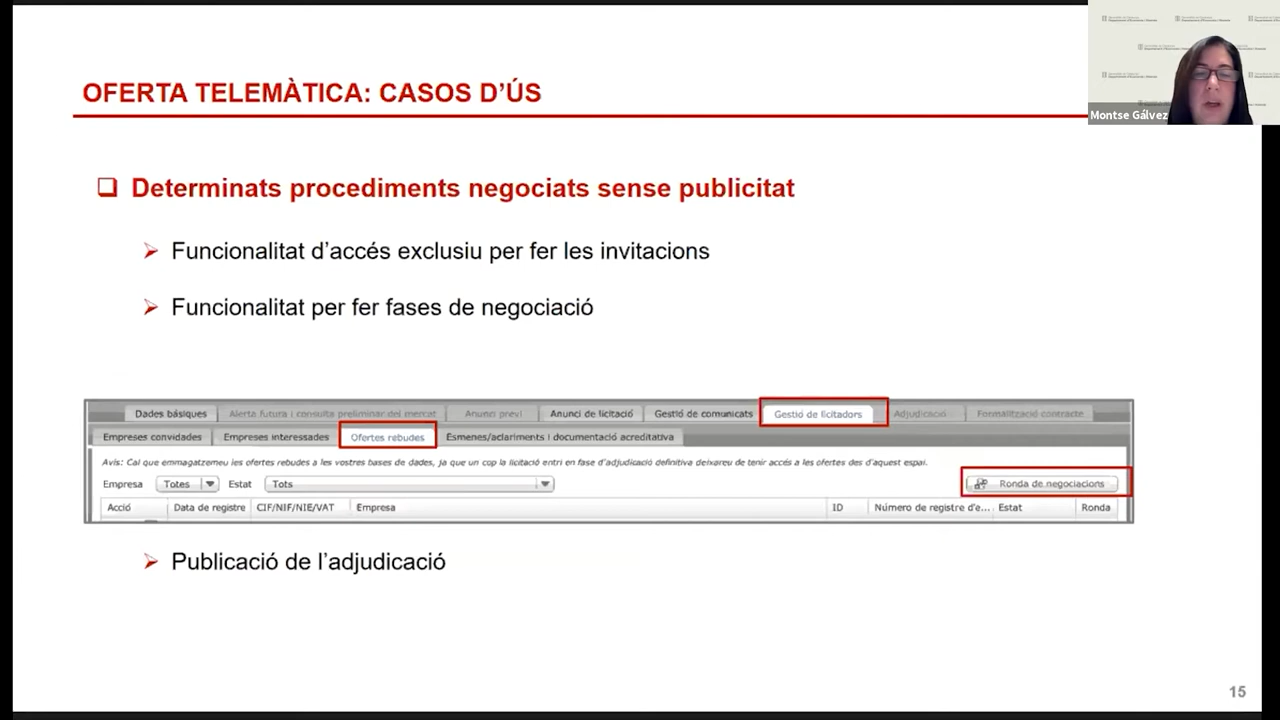 OFERTA TELEMÀTICA: CASOS D'ÚS
Montse Gálvez
Determinats procediments negociats sense publicitat
Funcionalitat d'accés exclusiu per fer les invitacions
Funcionalitat per fer fases de negociació
Dades bàsiques Alerta futura i consulta preliminar del mercat Anunci previ Anunci de licitació Gestió de comunicats Gestió de licitadors Adjudicació Formalització contracte
Empreses convidades Empreses interessades Ofertes rebudes Esmenes/aclariments i documentació acreditativa
Avis: Cal que emmagatzemeu les ofertes rebudes a les vostres bases de dades, ja que un cop la licitació entri en fase d'adjudicació definitiva deixareu de tenir accés a les ofertes des d'aquest espai.
Empresa Totes Estat Tots Ronda de negociacions
Acció Data de registre CIF/NIF/NIE/VAT Empresa ID Número de registre d'e... Estat Ronda
Publicació de l'adjudicació
15